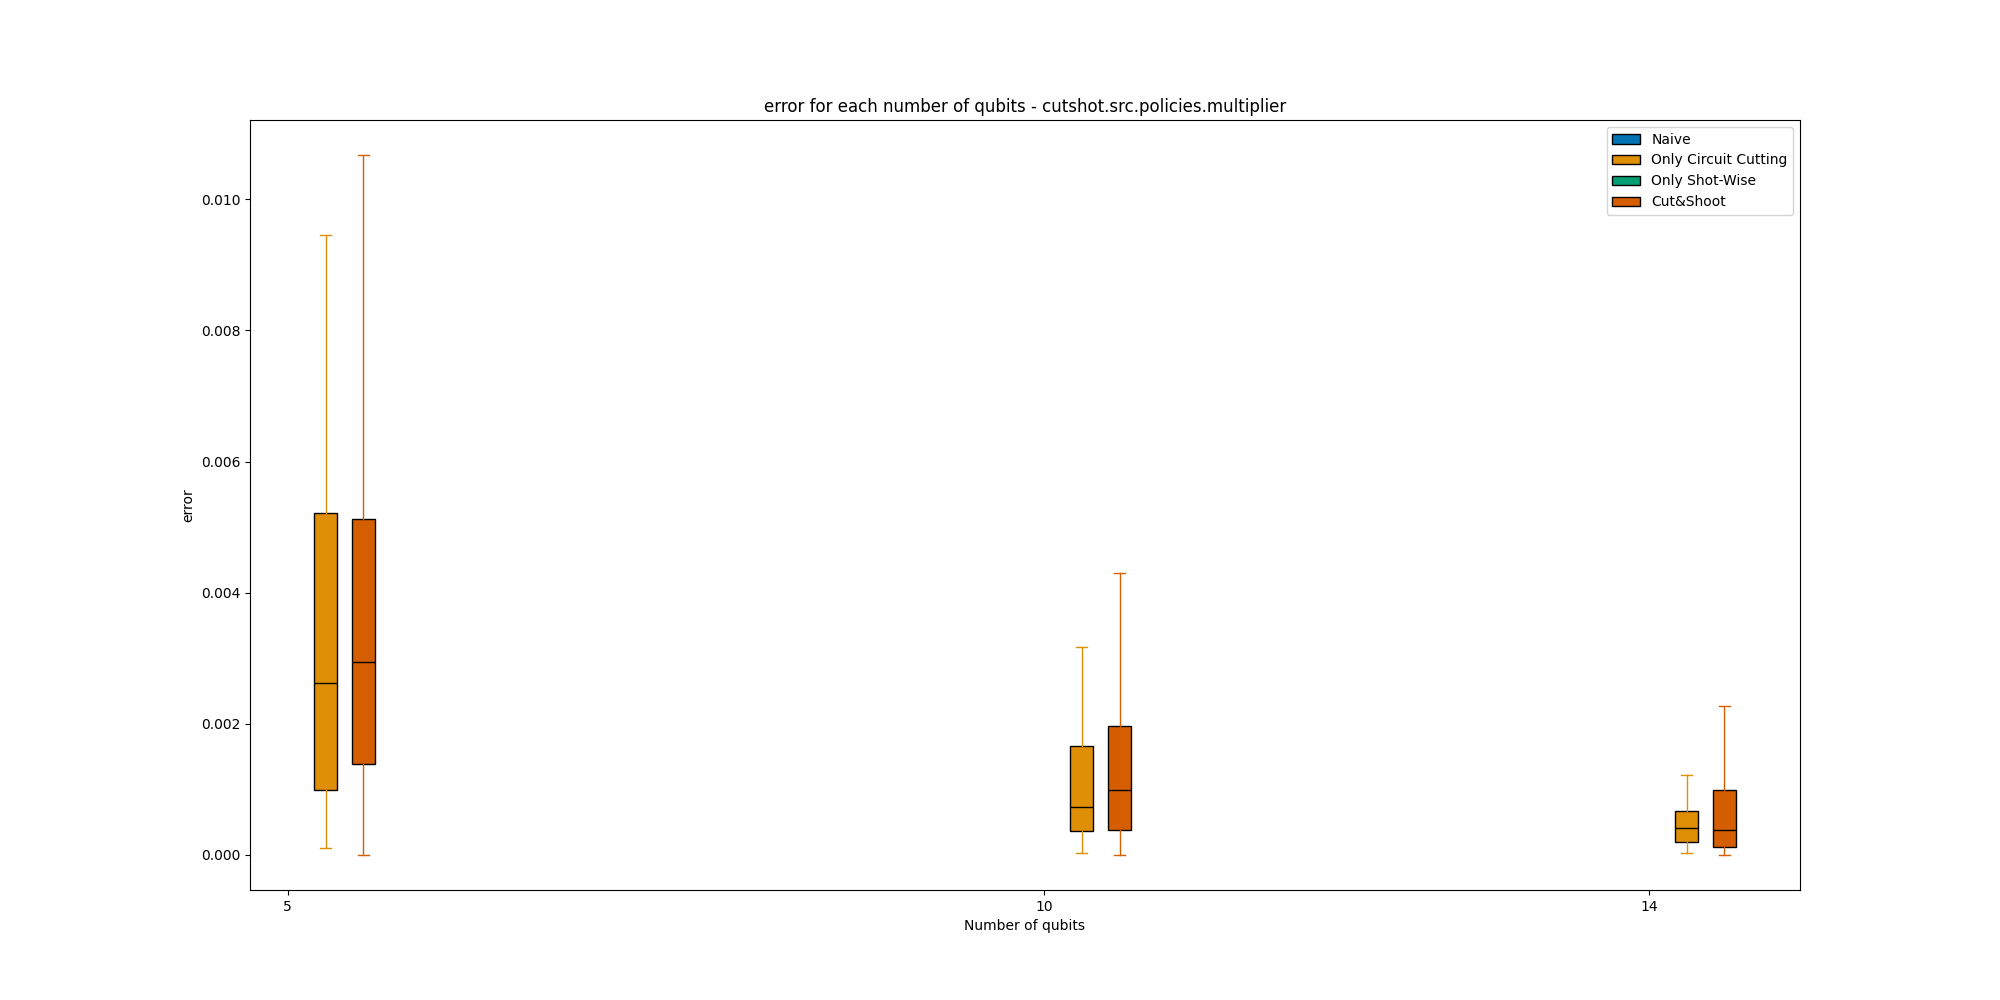 error for each number of qubits - cutshot.src.policies.multiplier
Naive
Only Circuit Cutting
Only Shot-Wise
Cut&Shoot
0.010
0.008
0.006
0.004
0.002
0.000
error
5
10
14
Number of qubits